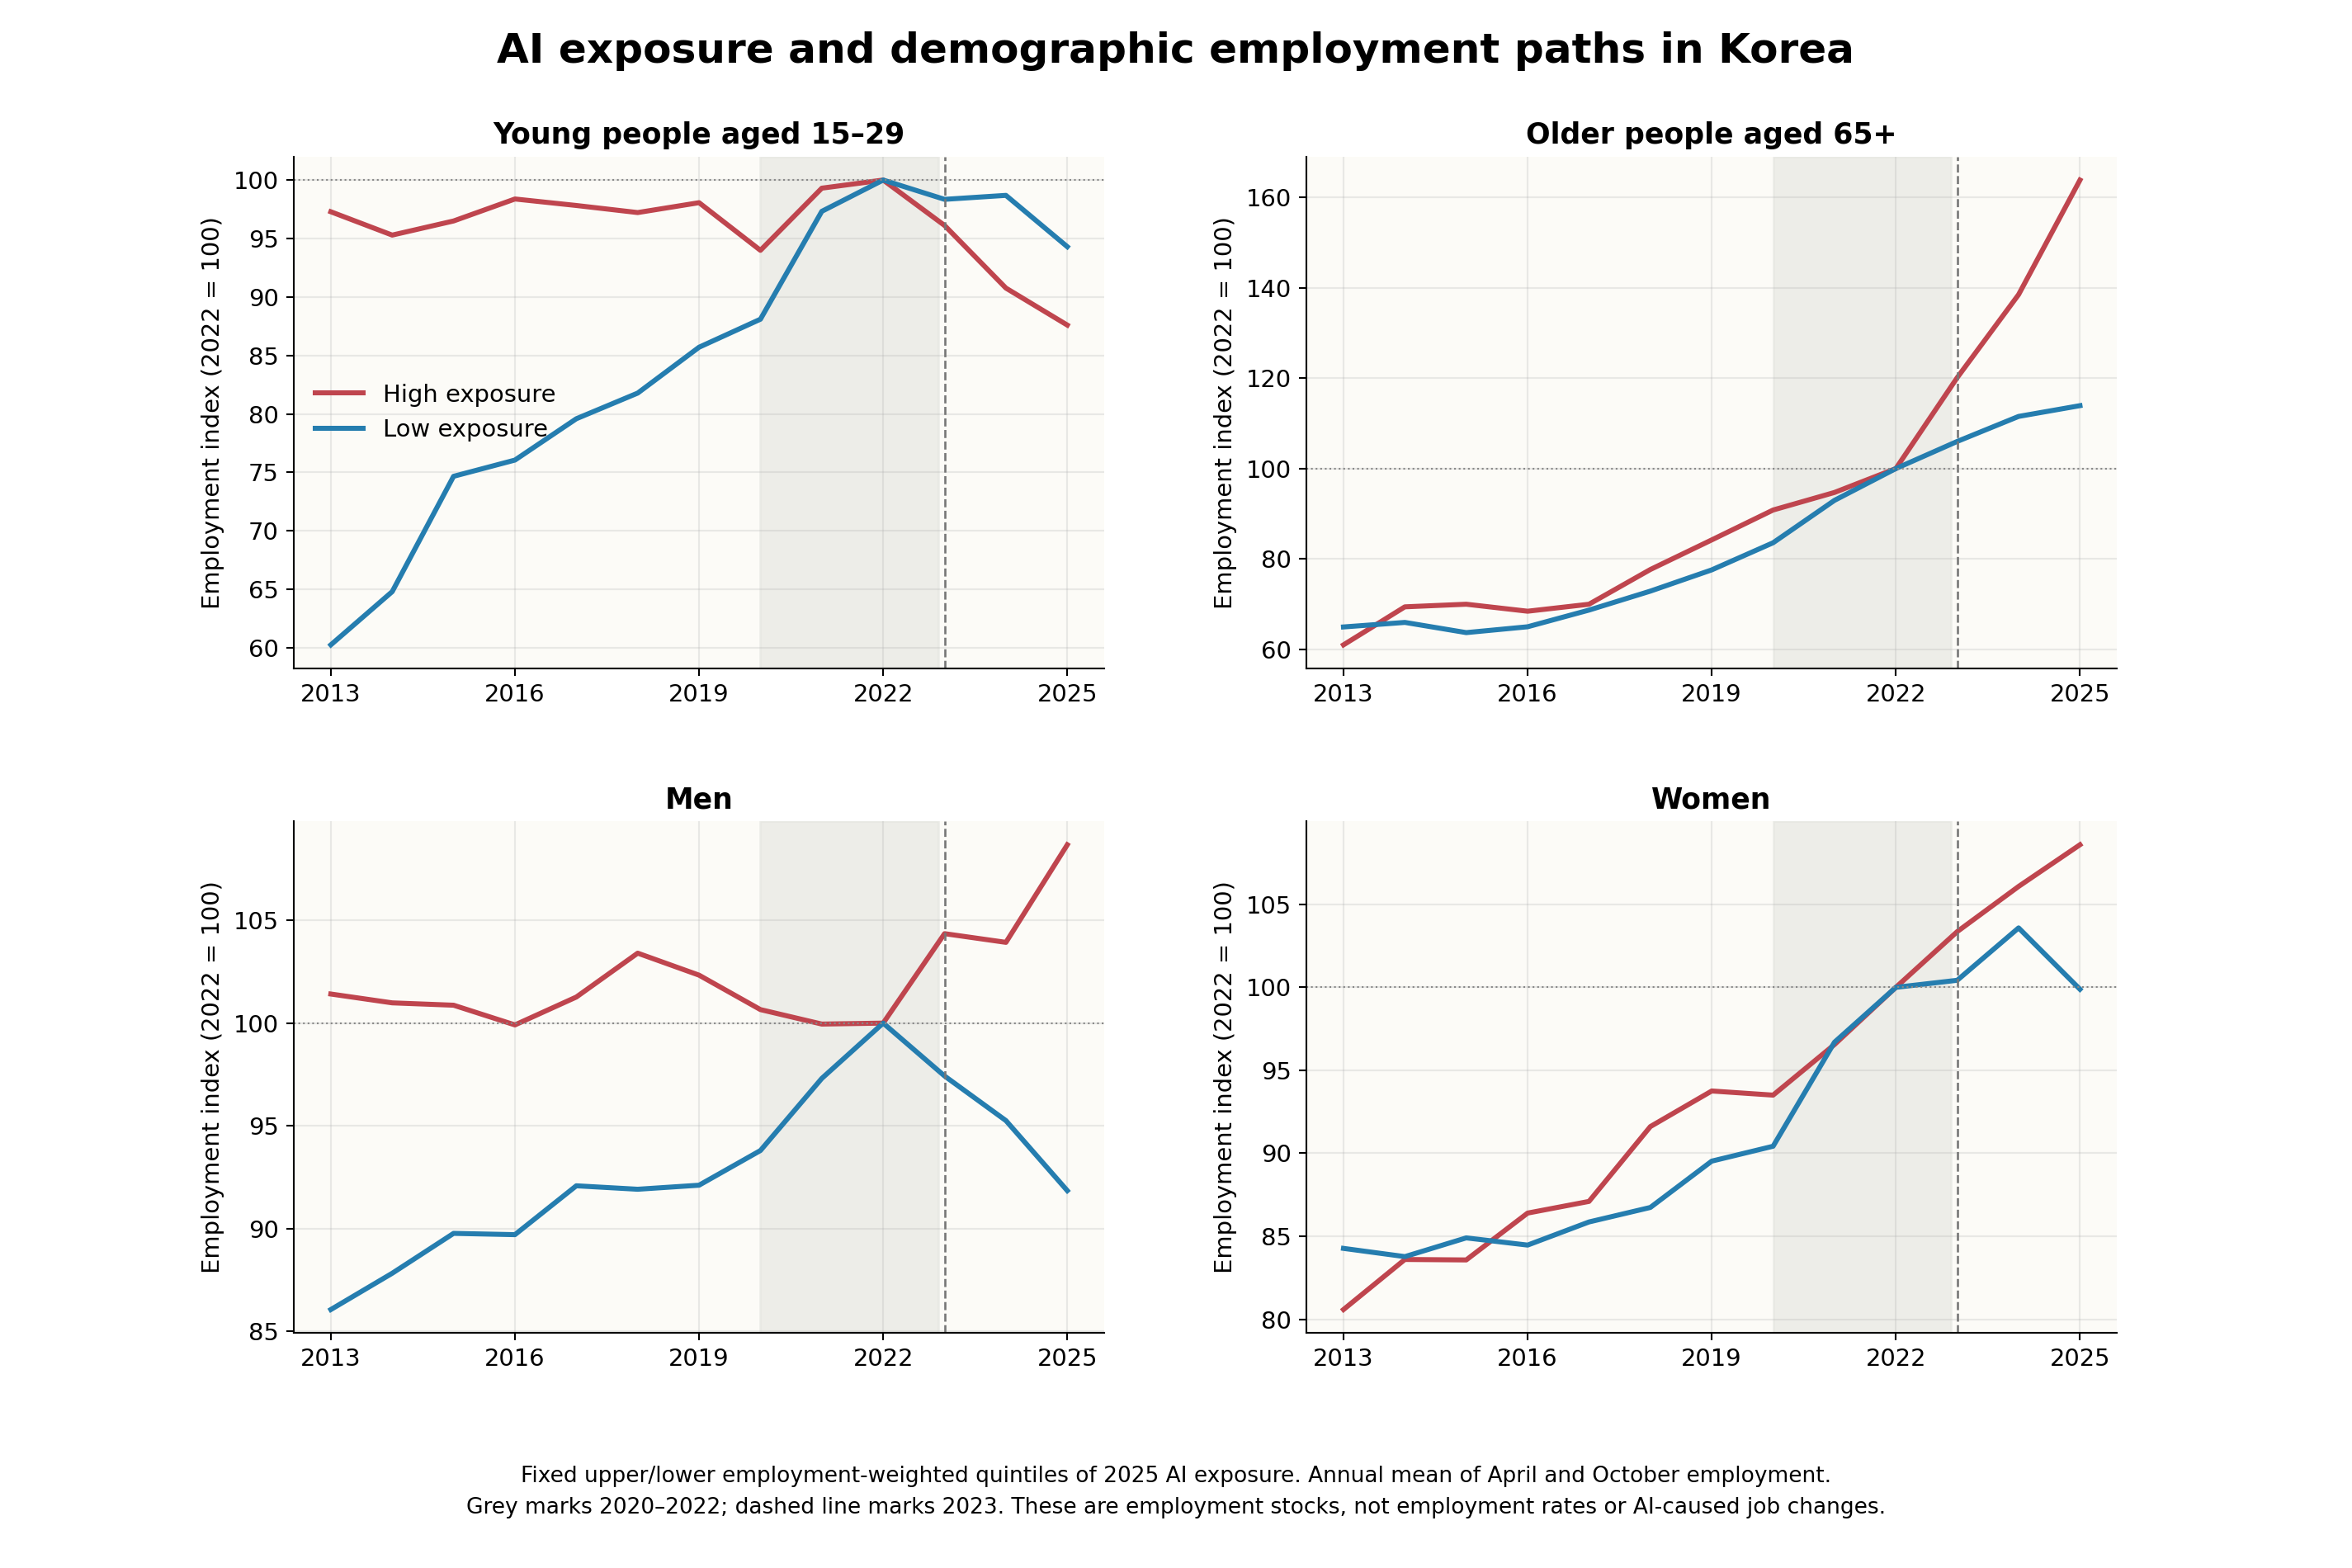 AI exposure and demographic employment paths in Korea
Young people aged 15–29
Employment index (2022 = 100)
100
95
90
85
80
75
70
65
60
High exposure
Low exposure
2013 2016 2019 2022 2025
Older people aged 65+
Employment index (2022 = 100)
160
140
120
100
80
60
2013 2016 2019 2022 2025
Men
Employment index (2022 = 100)
105
100
95
90
85
2013 2016 2019 2022 2025
Women
Employment index (2022 = 100)
105
100
95
90
85
80
2013 2016 2019 2022 2025
Fixed upper/lower employment-weighted quintiles of 2025 AI exposure. Annual mean of April and October employment.
Grey marks 2020–2022; dashed line marks 2023. These are employment stocks, not employment rates or AI-caused job changes.